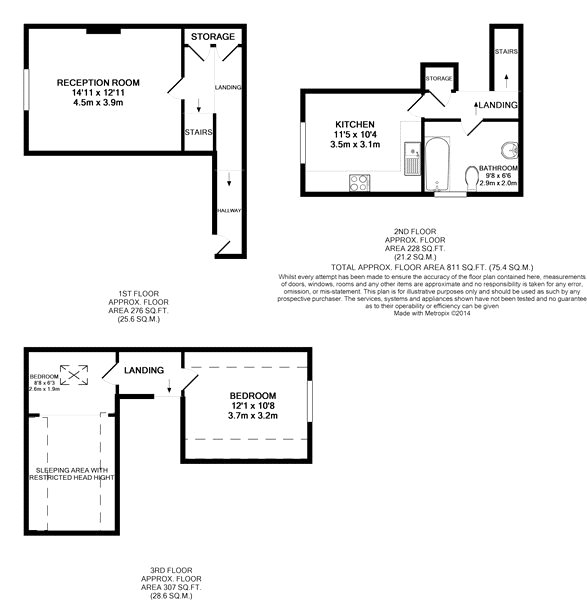 STORAGE
RECEPTION ROOM
14'11 x 12'11
4.5m x 3.9m
LANDING
STAIRS
HALLWAY
1ST FLOOR
APPROX. FLOOR
AREA 276 SQ.FT.
(25.6 SQ.M.)
STAIRS
STORAGE
LANDING
KITCHEN
11'5 x 10'4
3.5m x 3.1m
BATHROOM
9'8 x 6'6
2.9m x 2.0m
2ND FLOOR
APPROX. FLOOR
AREA 228 SQ.FT.
(21.2 SQ.M.)
TOTAL APPROX. FLOOR AREA 811 SQ.FT. (75.4 SQ.M.)
Whilst every attempt has been made to ensure the accuracy of the floor plan contained here, measurements
of doors, windows, rooms and any other items are approximate and no responsibility is taken for any error,
omission, or mis-statement. This plan is for illustrative purposes only and should be used as such by any
prospective purchaser. The services, systems and appliances shown have not been tested and no guarantee
as to their operability or efficiency can be given
Made with Metropix ©2014
BEDROOM
8'8 x 6'3
2.6m x 1.9m
LANDING
BEDROOM
12'1 x 10'8
3.7m x 3.2m
SLEEPING AREA WITH
RESTRICTED HEAD HIGHT
3RD FLOOR
APPROX. FLOOR
AREA 307 SQ.FT.
(28.6 SQ.M.)